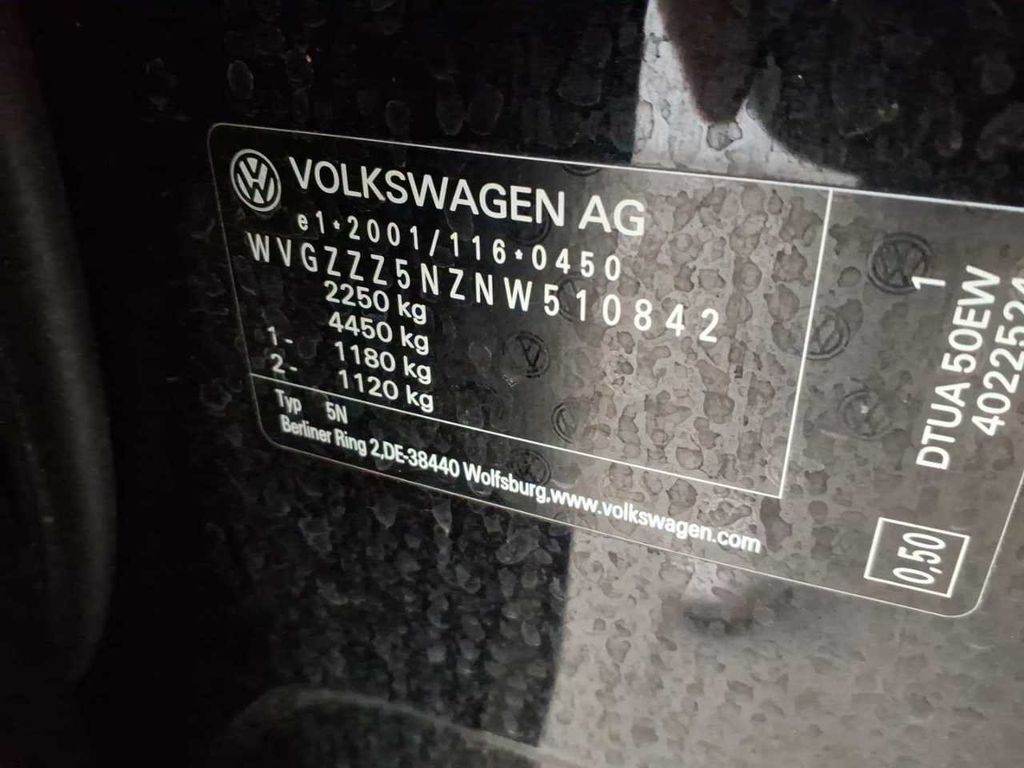 VOLKSWAGEN AG
e1*2001/116*0450
WVGZZZ5NZNW510842
2250 kg
4450 kg
1- 1180 kg
2- 1120 kg
Typ 5N
Berliner Ring 2,DE-38440 Wolfsburg,www.volkswagen.com
1
DTUA 50EW
4022524
0,50